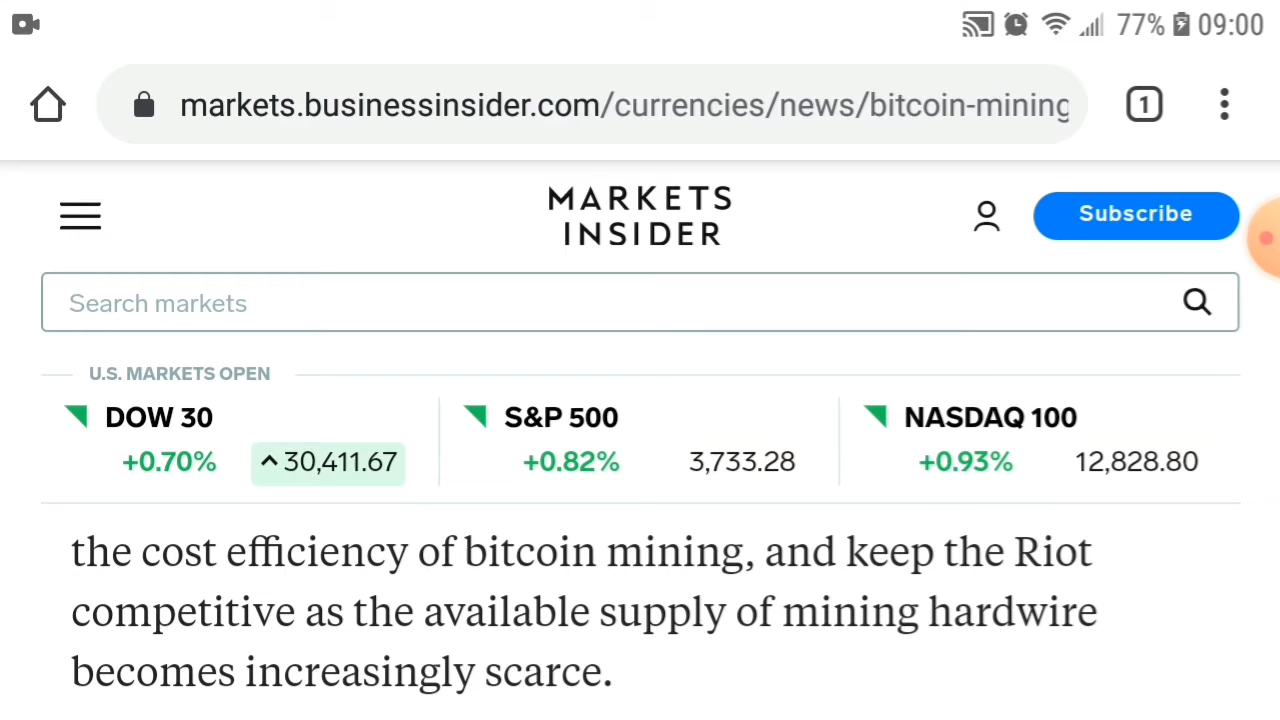 77% 09:00
markets.businessinsider.com/currencies/news/bitcoin-mining
1
MARKETS
INSIDER
Subscribe
Search markets
U.S. MARKETS OPEN
DOW 30 S&P 500 NASDAQ 100
+0.70% 30,411.67 +0.82% 3,733.28 +0.93% 12,828.80
the cost efficiency of bitcoin mining, and keep the Riot
competitive as the available supply of mining hardwire
becomes increasingly scarce.